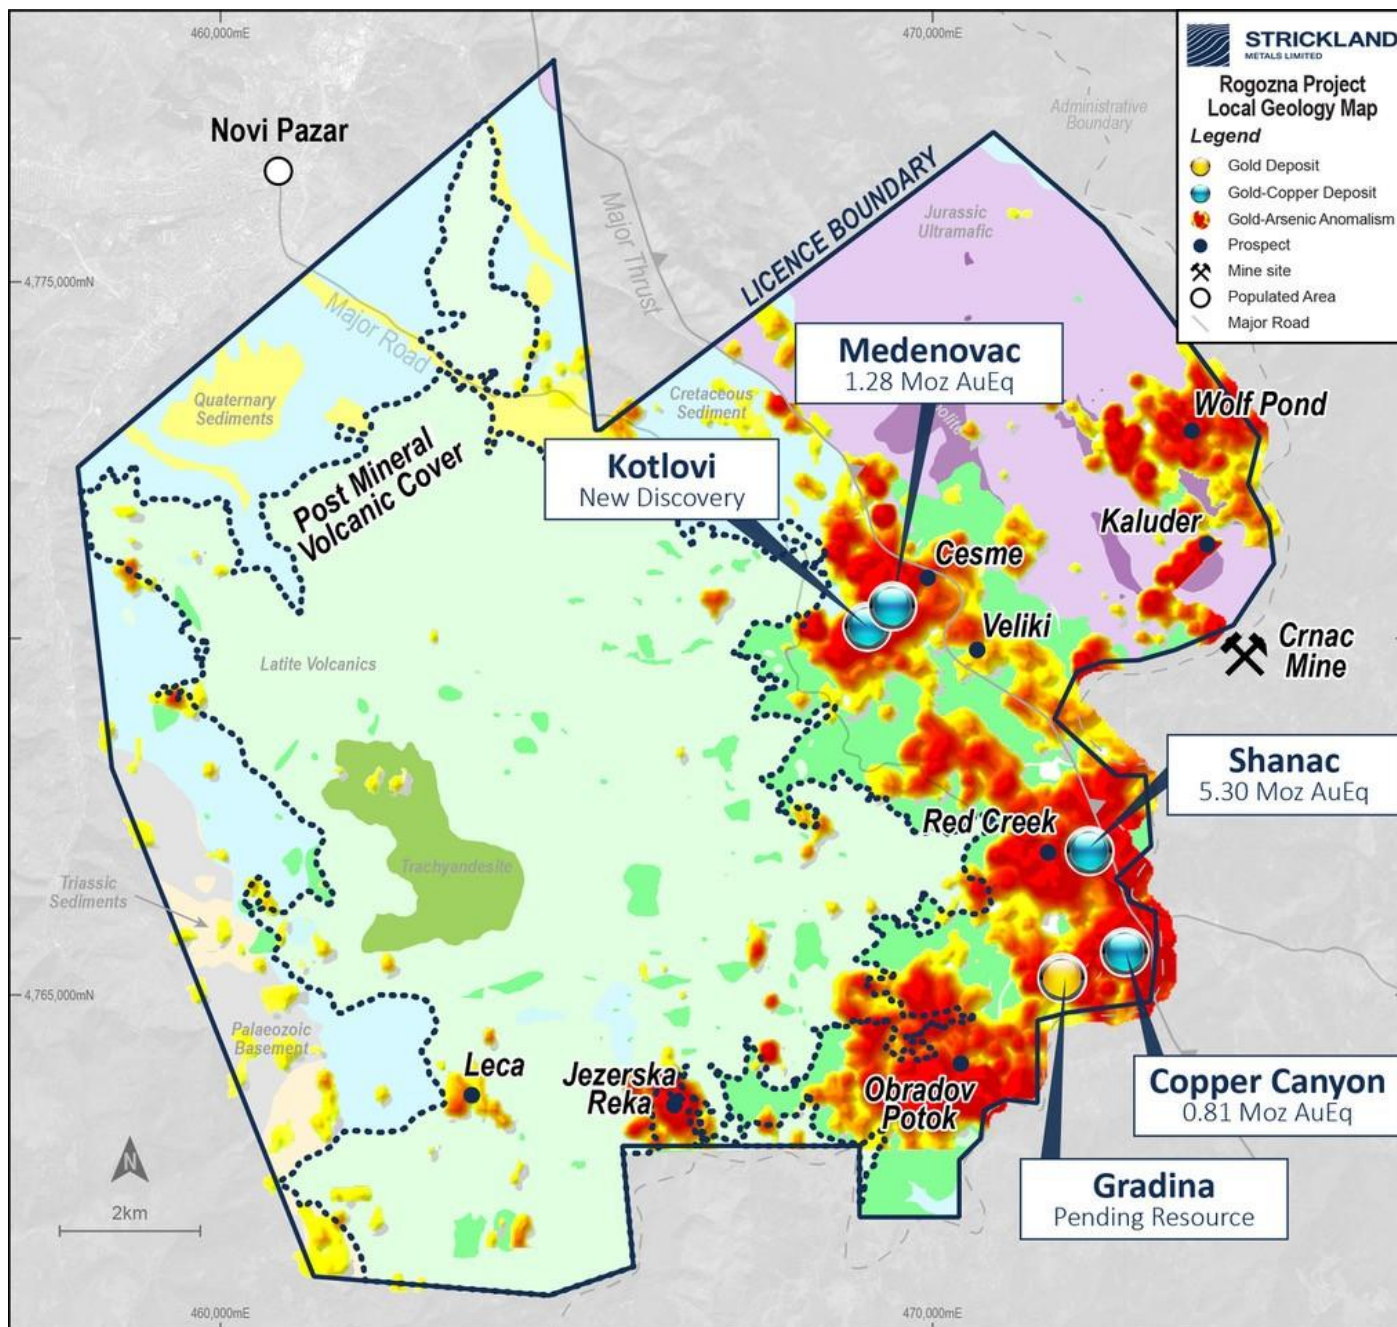 460,000mE
470,000mE
STRICKLAND
METALS LIMITED
Rogozna Project
Local Geology Map
Legend
Gold Deposit
Gold-Copper Deposit
Gold-Arsenic Anomalism
Prospect
Mine site
Populated Area
Major Road
Administrative
Boundary
Novi Pazar
LICENCE BOUNDARY
Jurassic
Ultramafic
Major Thrust
4,775,000mN
Major Road
Medenovac
1.28 Moz AuEq
Quaternary
Sediments
Cretaceous
Sediment
Wolf Pond
Post Mineral
Volcanic Cover
Kotlovi
New Discovery
Kaluder
Cesme
Veliki
Crnac
Mine
Latite Volcanics
Shanac
5.30 Moz AuEq
Red Creek
Trachyandesite
Triassic
Sediments
4,765,000mN
Palaeozoic
Basement
Leca
Jezerska
Reka
Obradov
Potok
Copper Canyon
0.81 Moz AuEq
N
Gradina
Pending Resource
2km
460,000mE
470,000mE